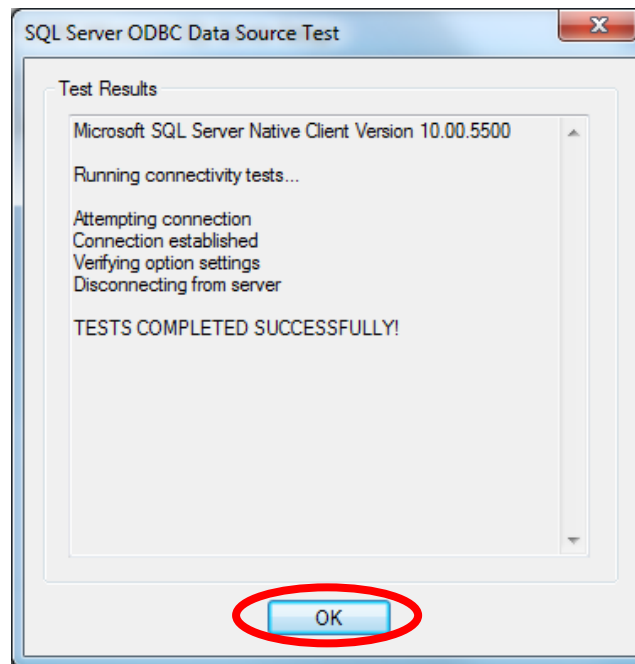 SQL Server ODBC Data Source Test
Test Results
Microsoft SQL Server Native Client Version 10.00.5500
Running connectivity tests...
Attempting connection
Connection established
Verifying option settings
Disconnecting from server
TESTS COMPLETED SUCCESSFULLY!
OK